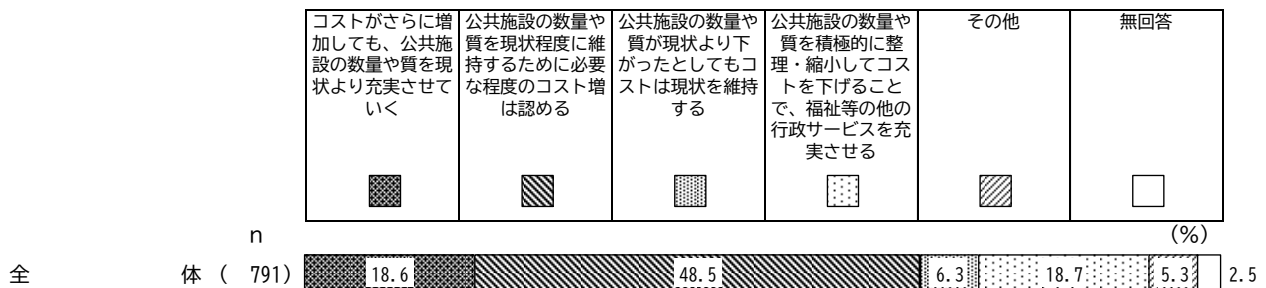 コストがさらに増
加しても、公共施
設の数量や質を現
状より充実させて
いく
公共施設の数量や
質を現状程度に維
持するために必要
な程度のコスト増
は認める
公共施設の数量や
質が現状より下
がったとしてもコ
ストは現状を維持
する
公共施設の数量や
質を積極的に整
理・縮小してコス
トを下げること
で、福祉等の他の
行政サービスを充
実させる
その他
無回答
n
(%)
全 体 ( 791) 18.6 48.5 6.3 18.7 5.3 2.5